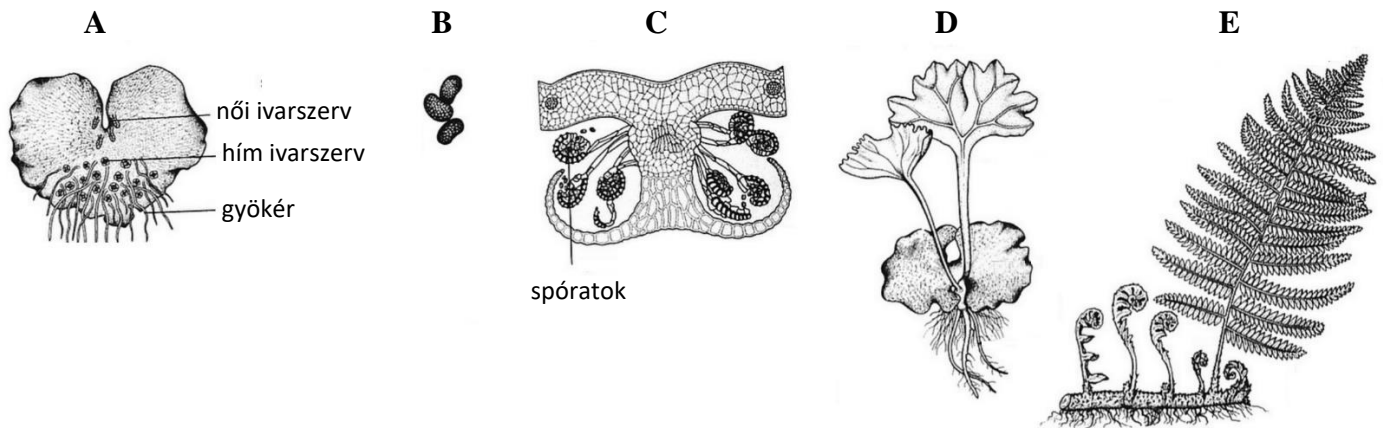 A B C D E
női ivarszerv
hím ivarszerv
gyökér
spóratok